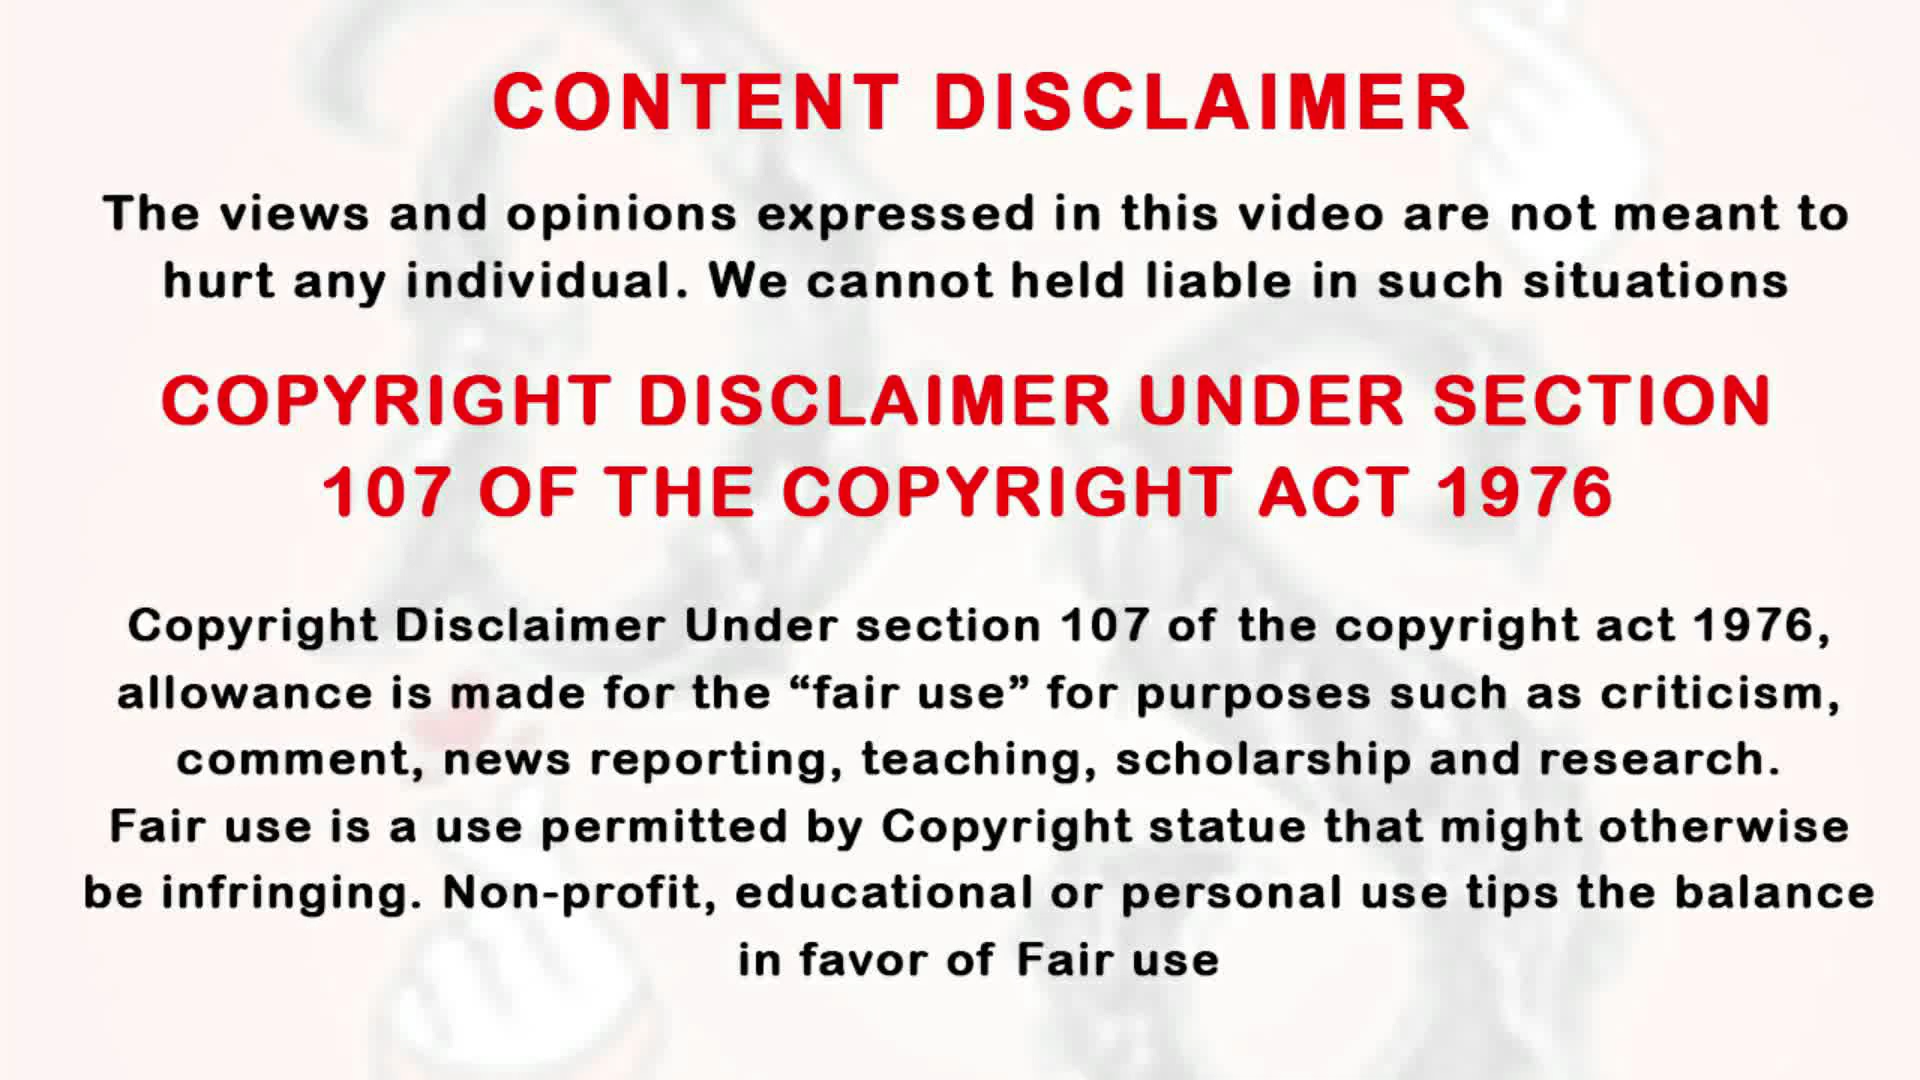 CONTENT DISCLAIMER
The views and opinions expressed in this video are not meant to
hurt any individual. We cannot held liable in such situations
COPYRIGHT DISCLAIMER UNDER SECTION
107 OF THE COPYRIGHT ACT 1976
Copyright Disclaimer Under section 107 of the copyright act 1976,
allowance is made for the “fair use” for purposes such as criticism,
comment, news reporting, teaching, scholarship and research.
Fair use is a use permitted by Copyright statue that might otherwise
be infringing. Non-profit, educational or personal use tips the balance
in favor of Fair use